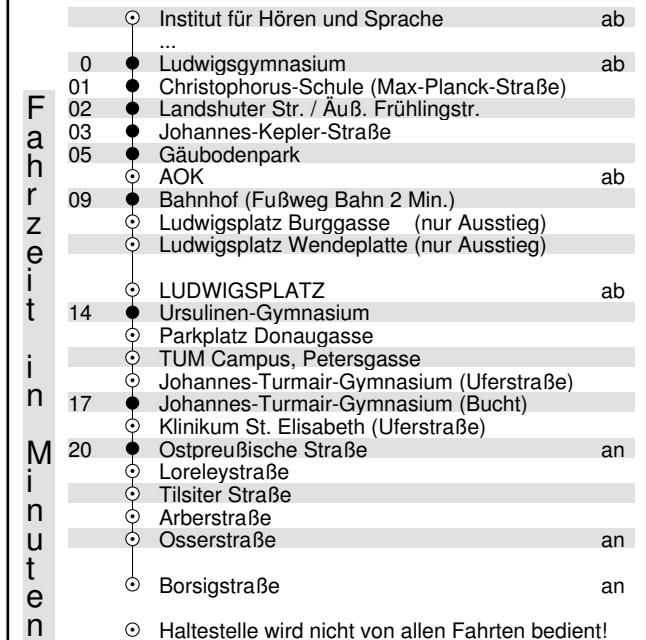 Institut für Hören und Sprache ab
...
0 Ludwigsgymnasium ab
01 Christophorus-Schule (Max-Planck-Straße)
02 Landshuter Str. / Äuß. Frühlingstr.
03 Johannes-Kepler-Straße
05 Gäubodenpark
AOK ab
09 Bahnhof (Fußweg Bahn 2 Min.)
Ludwigsplatz Burggasse (nur Ausstieg)
Ludwigsplatz Wendeplatte (nur Ausstieg)
LUDWIGSPLATZ ab
14 Ursulinen-Gymnasium
Parkplatz Donaugasse
TUM Campus, Petersgasse
Johannes-Turmair-Gymnasium (Uferstraße)
17 Johannes-Turmair-Gymnasium (Bucht)
Klinikum St. Elisabeth (Uferstraße)
20 Ostpreußische Straße an
Loreleystraße
Tilsiter Straße
Arberstraße
Osserstraße an
Borsigstraße an
Haltestelle wird nicht von allen Fahrten bedient!
Fahrzeit in Minuten